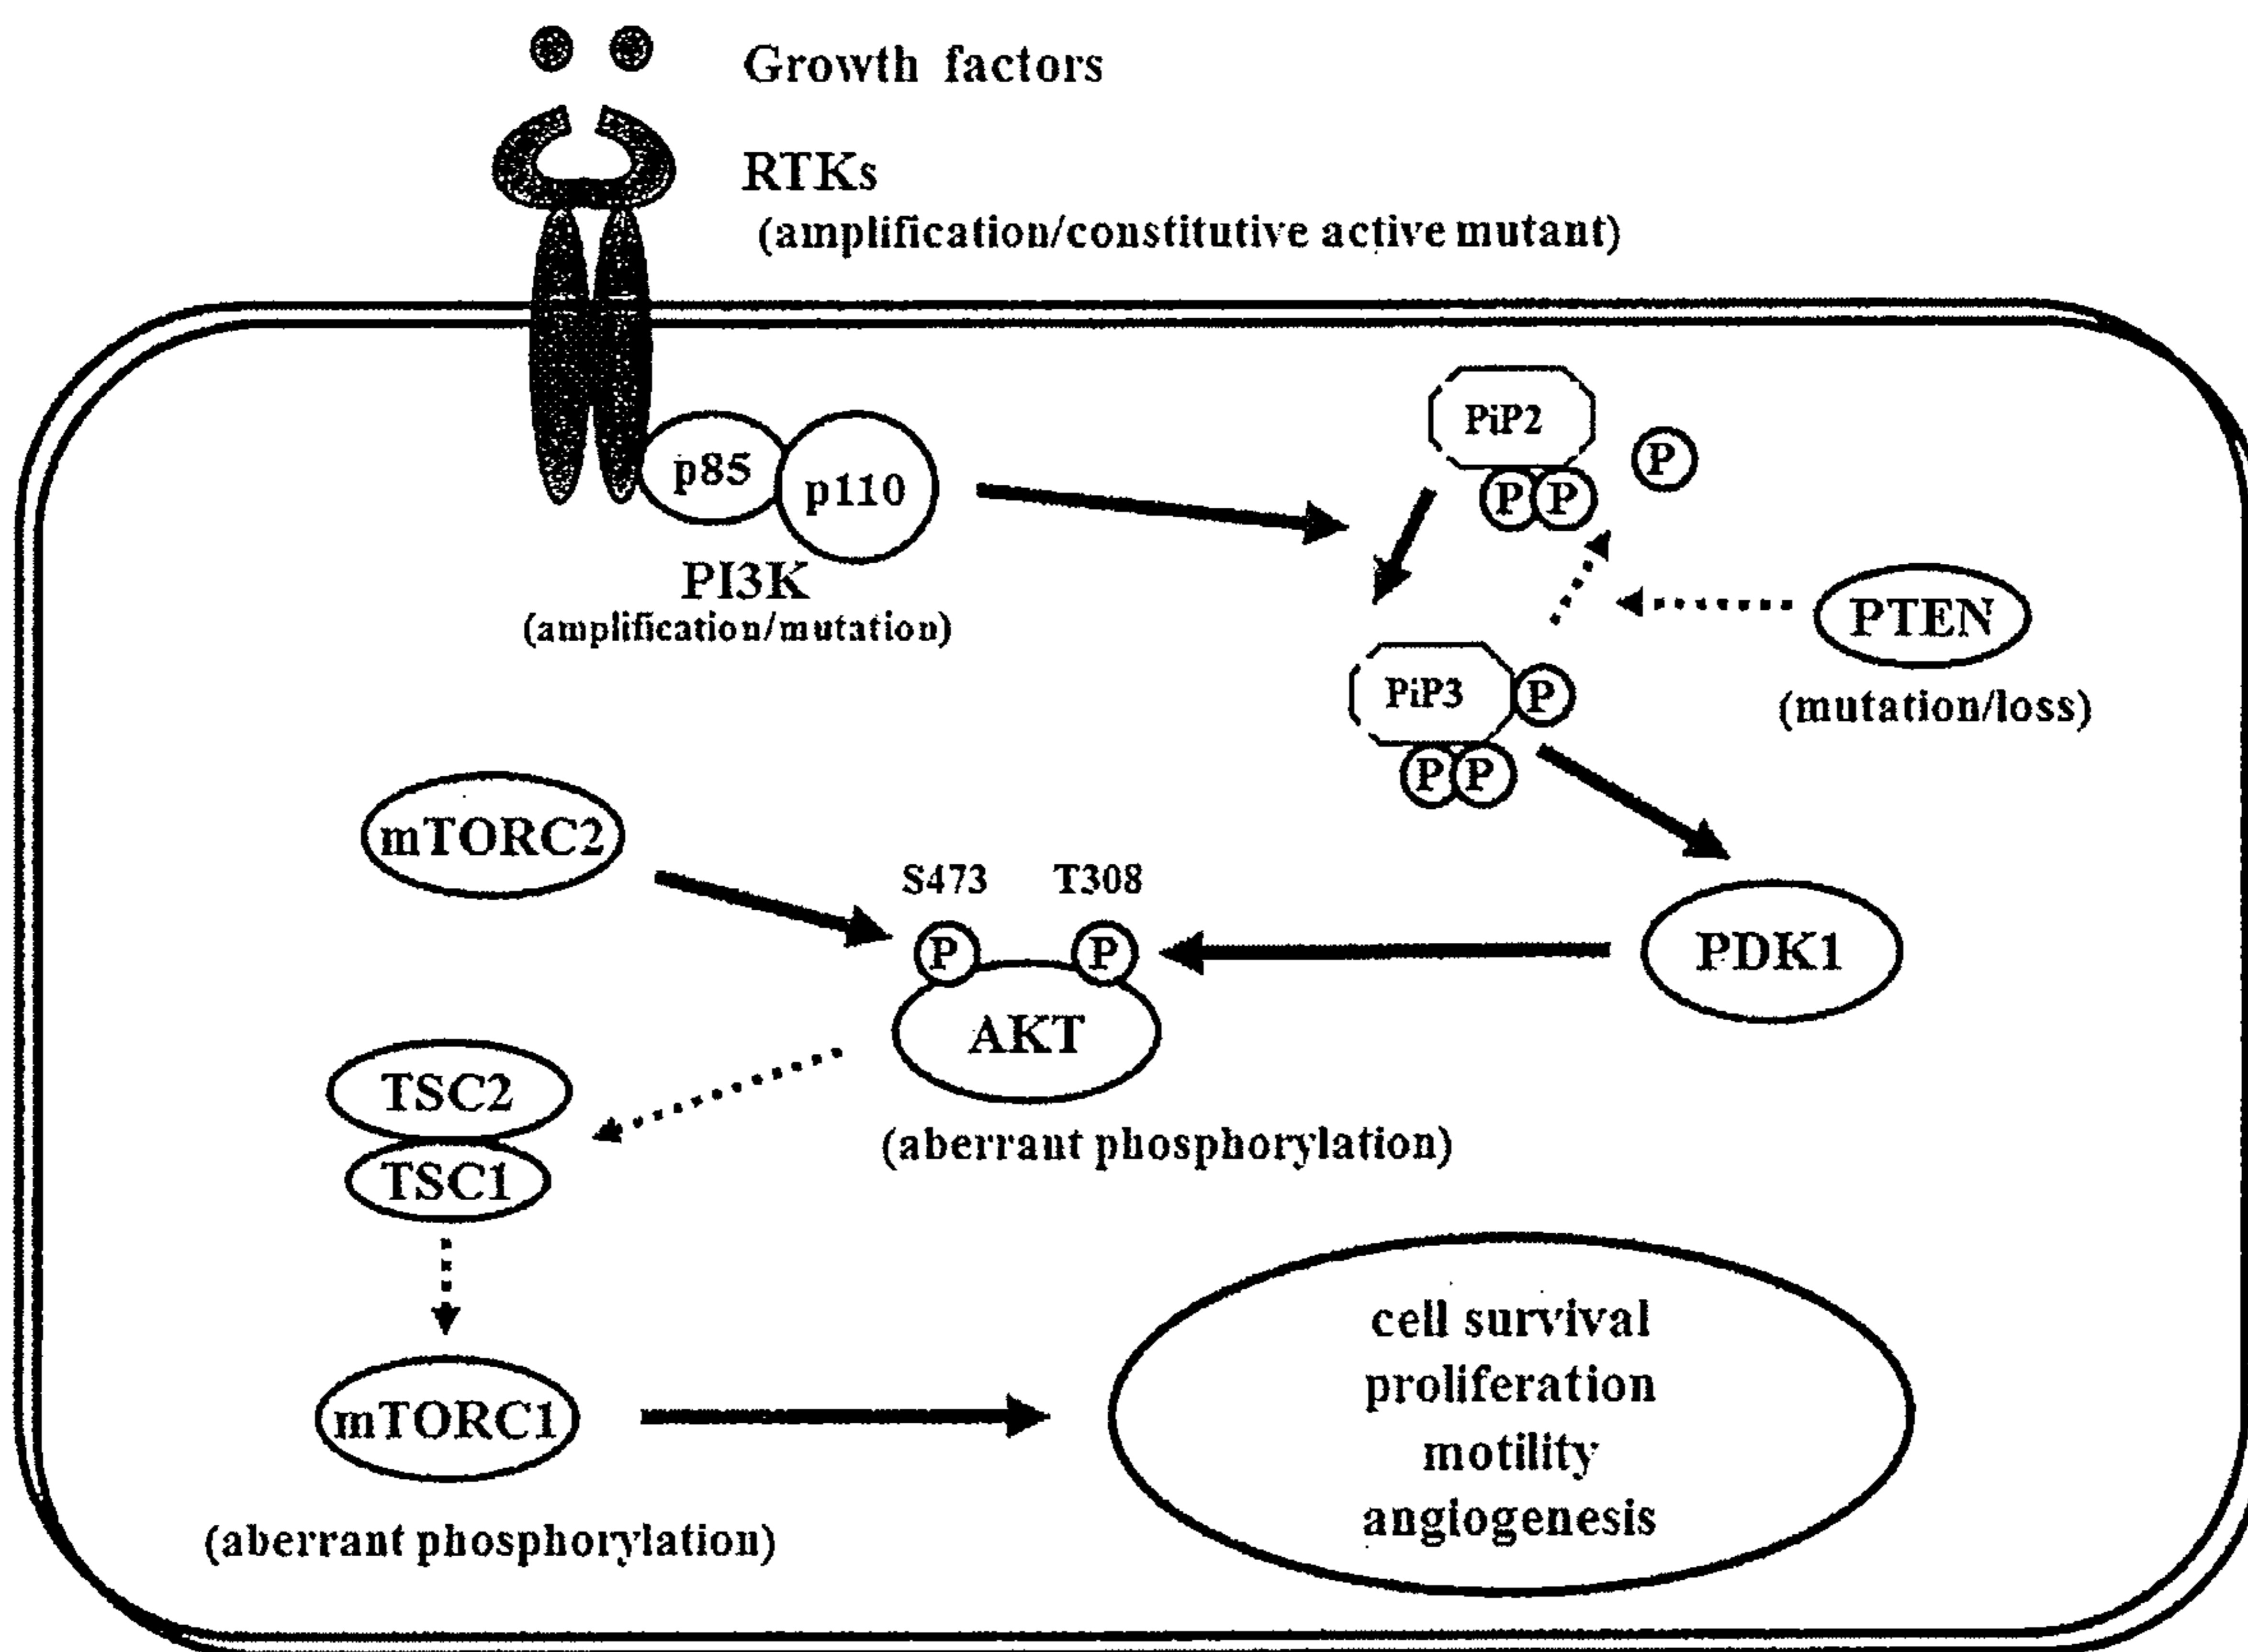 Growth factors
RTKs
(amplification/constitutive active mutant)
PiP2
P
P P
p85
p110
PI3K
(amplification/mutation)
PTEN
(mutation/loss)
PiP3
P
P P
mTORC2
S473 T308
P P
AKT
(aberrant phosphorylation)
PDK1
TSC2
TSC1
mTORC1
(aberrant phosphorylation)
cell survival
proliferation
motility
angiogenesis